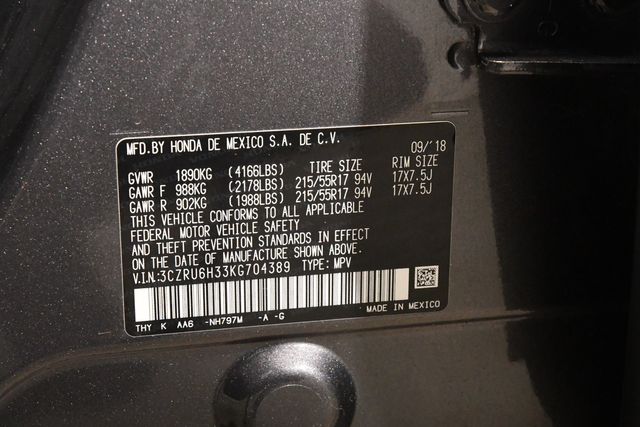 MFD.BY HONDA DE MEXICO S.A. DE C.V. 09/'18
GVWR 1890KG (4166LBS) TIRE SIZE RIM SIZE
GAWR F 988KG (2178LBS) 215/55R17 94V 17X7.5J
GAWR R 902KG (1988LBS) 215/55R17 94V 17X7.5J
THIS VEHICLE CONFORMS TO ALL APPLICABLE
FEDERAL MOTOR VEHICLE SAFETY
AND THEFT PREVENTION STANDARDS IN EFFECT
ON THE DATE OF MANUFACTURE SHOWN ABOVE.
V.I.N.:3CZRU6H33KG704389 TYPE: MPV
THY K AA6 -NH797M -A -G MADE IN MEXICO